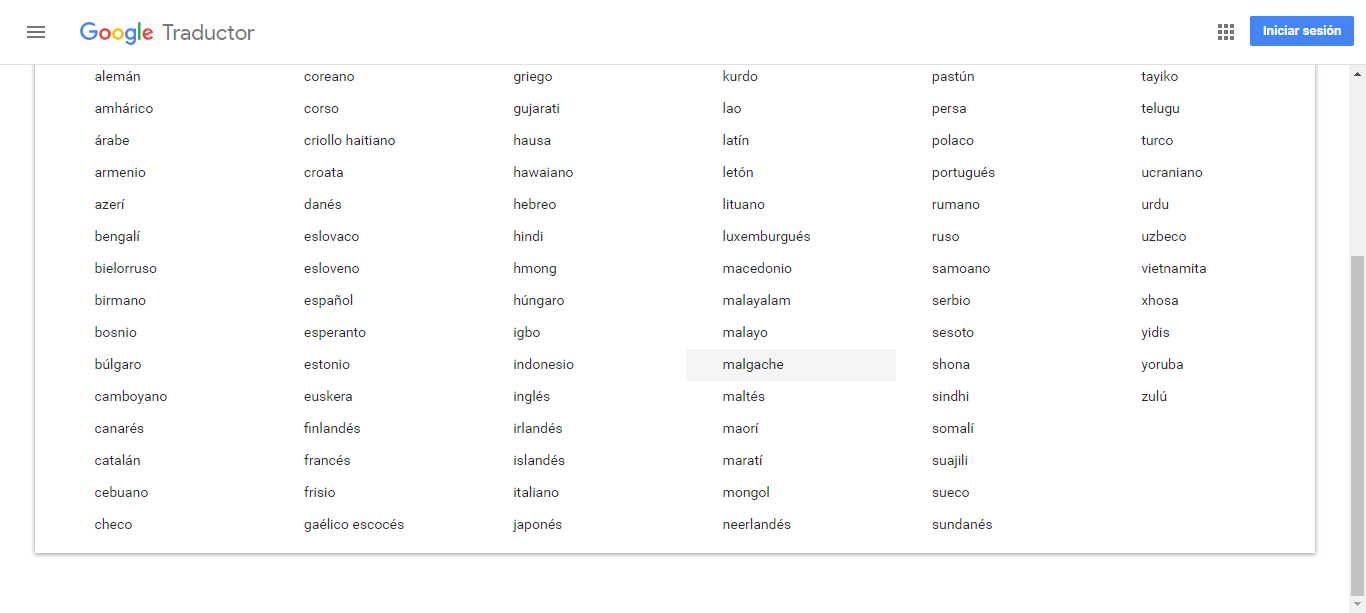 Google Traductor
Iniciar sesión
alemán coreano griego kurdo pastún tayiko
amhárico corso gujarati lao persa telugu
árabe criollo haitiano hausa latín polaco turco
armenio croata hawaiano letón portugués ucraniano
azerí danés hebreo lituano rumano urdu
bengalí eslovaco hindi luxemburgués ruso uzbeco
bielorruso esloveno hmong macedonio samoano vietnamita
birmano español húngaro malayalam serbio xhosa
bosnio esperanto igbo malayo sesoto yidis
búlgaro estonio indonesio malgache shona yoruba
camboyano euskera inglés maltés sindhi zulú
canarés finlandés irlandés maorí somalí
catalán francés islandés maratí suajili
cebuano frisio italiano mongol sueco
checo gaélico escocés japonés neerlandés sundanés